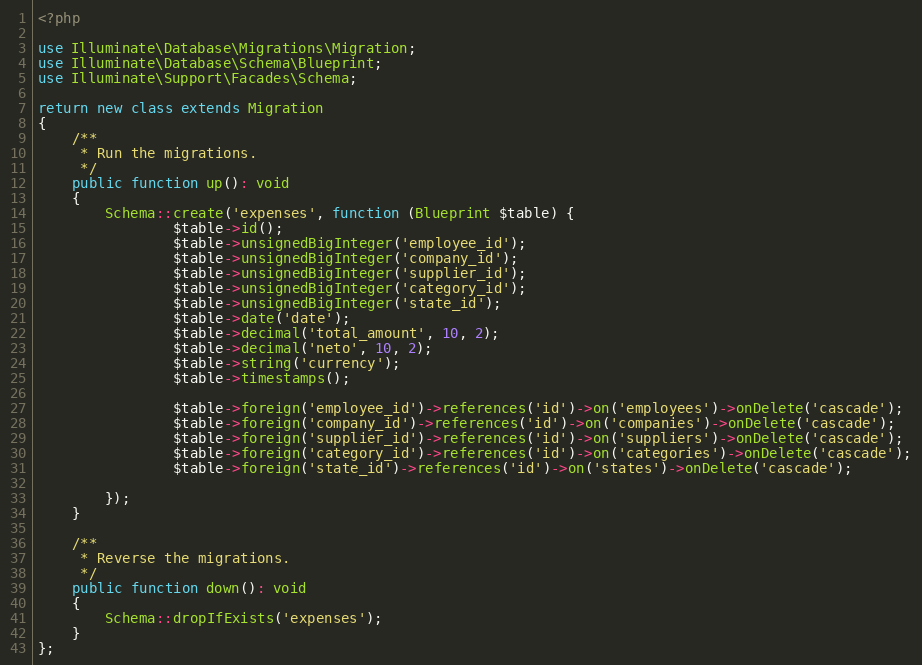 1 <?php
2
3 use Illuminate\Database\Migrations\Migration;
4 use Illuminate\Database\Schema\Blueprint;
5 use Illuminate\Support\Facades\Schema;
6
7 return new class extends Migration
8 {
9     /**
10      * Run the migrations.
11      */
12     public function up(): void
13     {
14         Schema::create('expenses', function (Blueprint $table) {
15                 $table->id();
16                 $table->unsignedBigInteger('employee_id');
17                 $table->unsignedBigInteger('company_id');
18                 $table->unsignedBigInteger('supplier_id');
19                 $table->unsignedBigInteger('category_id');
20                 $table->unsignedBigInteger('state_id');
21                 $table->date('date');
22                 $table->decimal('total_amount', 10, 2);
23                 $table->decimal('neto', 10, 2);
24                 $table->string('currency');
25                 $table->timestamps();
26
27                 $table->foreign('employee_id')->references('id')->on('employees')->onDelete('cascade');
28                 $table->foreign('company_id')->references('id')->on('companies')->onDelete('cascade');
29                 $table->foreign('supplier_id')->references('id')->on('suppliers')->onDelete('cascade');
30                 $table->foreign('category_id')->references('id')->on('categories')->onDelete('cascade');
31                 $table->foreign('state_id')->references('id')->on('states')->onDelete('cascade');
32
33         });
34     }
35
36     /**
37      * Reverse the migrations.
38      */
39     public function down(): void
40     {
41         Schema::dropIfExists('expenses');
42     }
43 };